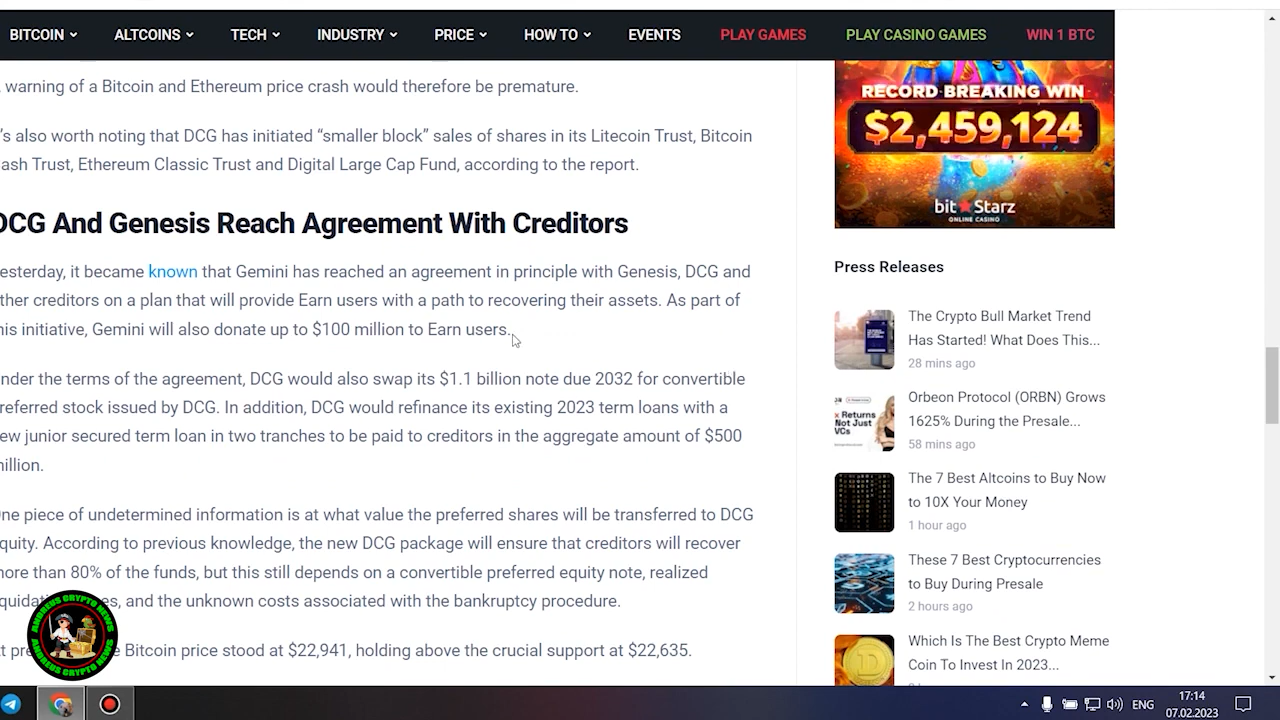 BITCOIN ALTCOINS TECH INDUSTRY PRICE HOW TO EVENTS PLAY GAMES PLAY CASINO GAMES WIN 1 BTC
warning of a Bitcoin and Ethereum price crash would therefore be premature.
's also worth noting that DCG has initiated “smaller block” sales of shares in its Litecoin Trust, Bitcoin
ash Trust, Ethereum Classic Trust and Digital Large Cap Fund, according to the report.
DCG And Genesis Reach Agreement With Creditors
esterday, it became known that Gemini has reached an agreement in principle with Genesis, DCG and
ther creditors on a plan that will provide Earn users with a path to recovering their assets. As part of
his initiative, Gemini will also donate up to $100 million to Earn users.
nder the terms of the agreement, DCG would also swap its $1.1 billion note due 2032 for convertible
referred stock issued by DCG. In addition, DCG would refinance its existing 2023 term loans with a
ew junior secured term loan in two tranches to be paid to creditors in the aggregate amount of $500
illion.
One piece of undetermined information is at what value the preferred shares will be transferred to DCG
quity. According to previous knowledge, the new DCG package will ensure that creditors will recover
more than 80% of the funds, but this still depends on a convertible preferred equity note, realized
and the unknown costs associated with the bankruptcy procedure.
Bitcoin price stood at $22,941, holding above the crucial support at $22,635.
ANDREUS CRYPTO NEWS
ANDREUS CRYPTO NEWS
RECORD BREAKING WIN
$2,459,124
bitStarz
ONLINE CASINO
Press Releases
The Crypto Bull Market Trend
Has Started! What Does This...
28 mins ago
Returns
Not Just
VCs
Orbeon Protocol (ORBN) Grows
1625% During the Presale...
58 mins ago
The 7 Best Altcoins to Buy Now
to 10X Your Money
1 hour ago
These 7 Best Cryptocurrencies
to Buy During Presale
2 hours ago
Which Is The Best Crypto Meme
Coin To Invest In 2023...
ENG
17:14
07.02.2023